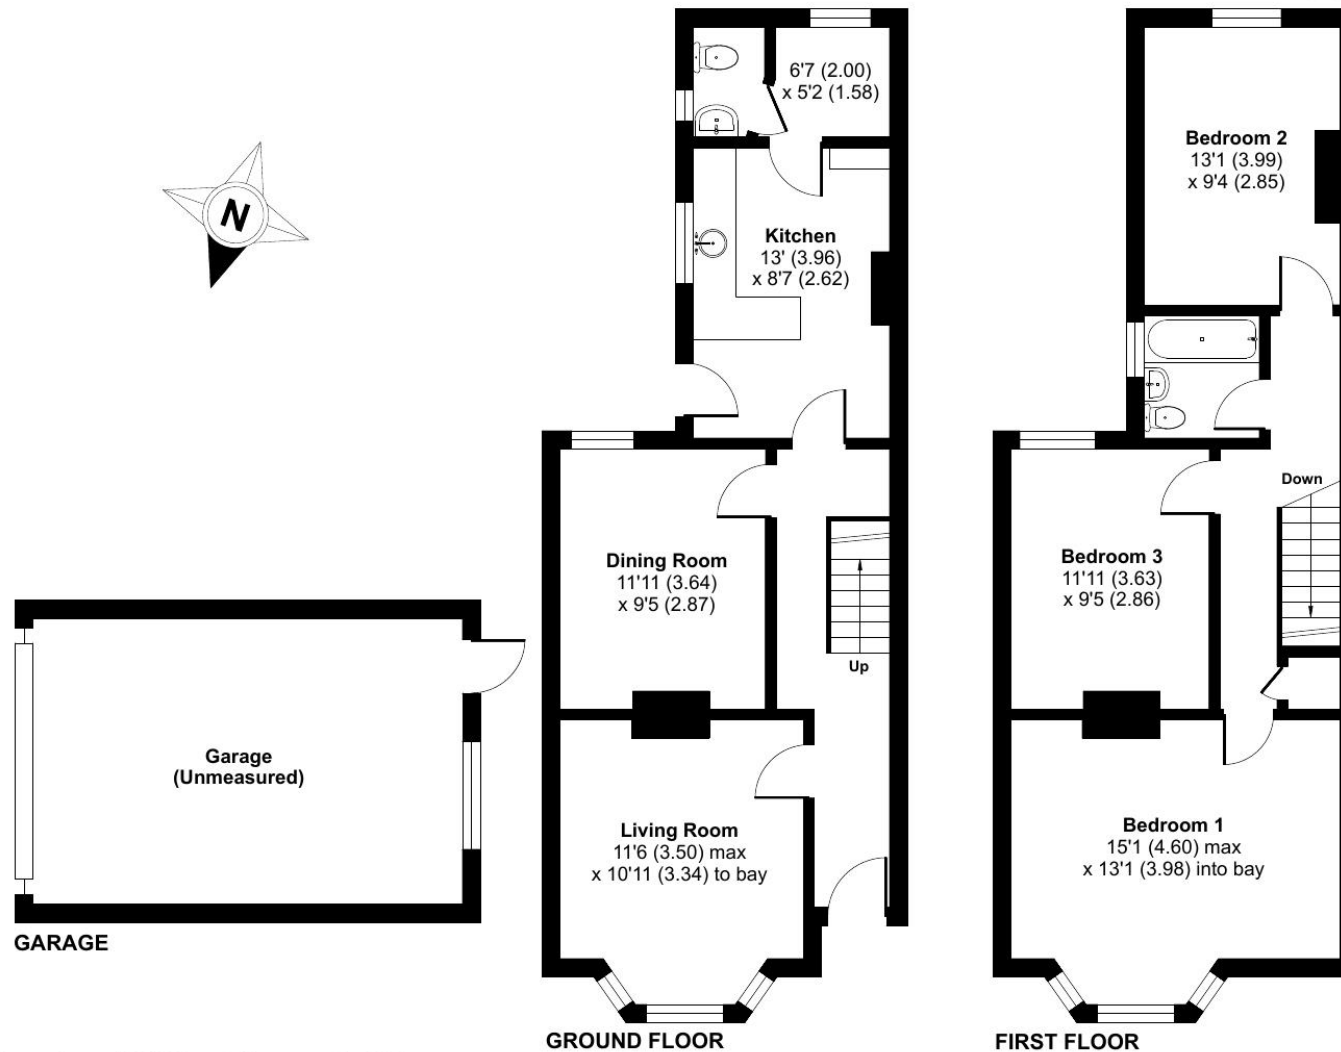 6'7 (2.00)
x 5'2 (1.58)
Bedroom 2
13'1 (3.99)
x 9'4 (2.85)
N
Kitchen
13' (3.96)
x 8'7 (2.62)
Down
Dining Room
11'11 (3.64)
x 9'5 (2.87)
Bedroom 3
11'11 (3.63)
x 9'5 (2.86)
Up
Garage
(Unmeasured)
Living Room
11'6 (3.50) max
x 10'11 (3.34) to bay
Bedroom 1
15'1 (4.60) max
x 13'1 (3.98) into bay
GARAGE
GROUND FLOOR
FIRST FLOOR